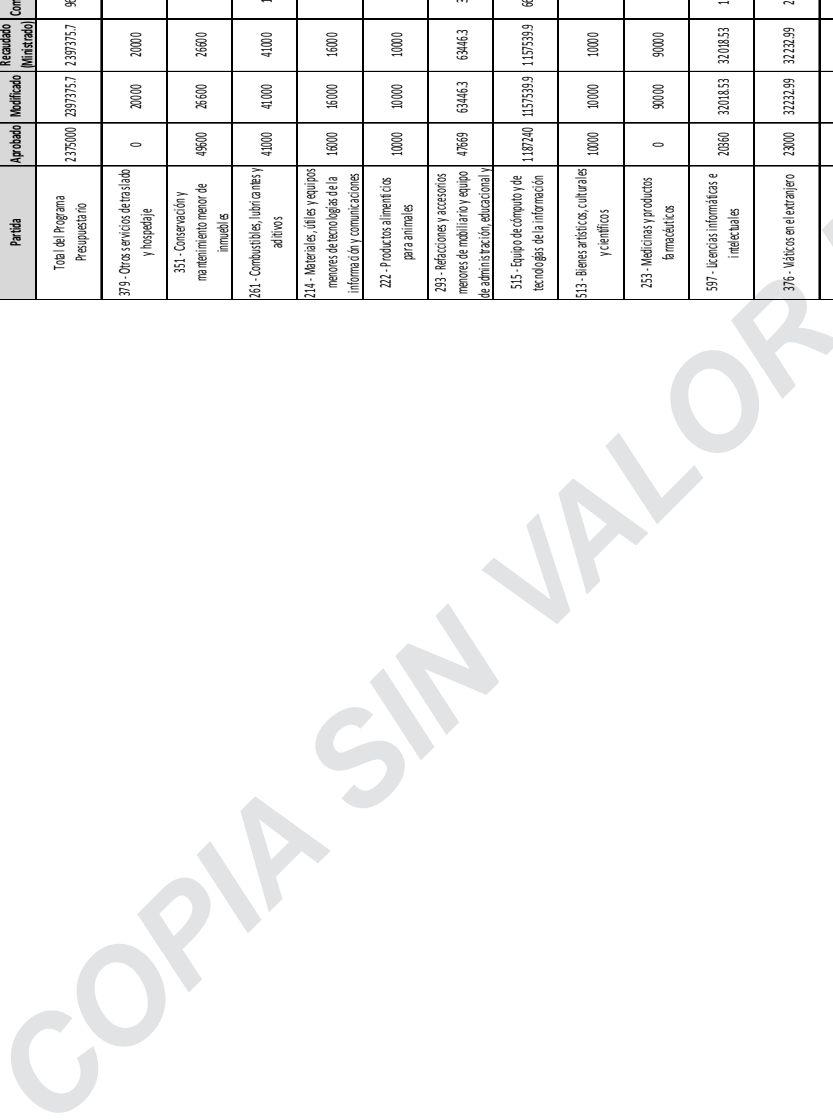 Partida Aprobado Modificado Recaudado (Ministrado)
Total del Programa Presupuestario 2375000 2397375.7 2397375.7
379 - Otros servicios de traslado y hospedaje 0 20000 20000
351 - Conservación y mantenimiento menor de inmuebles 49600 26600 26600
261 - Combustibles, lubricantes y aditivos 41000 41000 41000
214 - Materiales, útiles y equipos menores de tecnologías de la información y comunicaciones 16000 16000 16000
222 - Productos alimenticios para animales 10000 10000 10000
293 - Refacciones y accesorios menores de mobiliario y equipo de administración, educacional y 47669 63446.3 63446.3
515 - Equipo de cómputo y de tecnologías de la información 1187240 1157539.9 1157539.9
513 - Bienes artísticos, culturales y científicos 10000 10000 10000
253 - Medicinas y productos farmacéuticos 0 90000 90000
597 - Licencias informáticas e intelectuales 20360 32018.53 32018.53
376 - Viáticos en el extranjero 23000 32232.99 32232.99
COPIA SIN VALOR